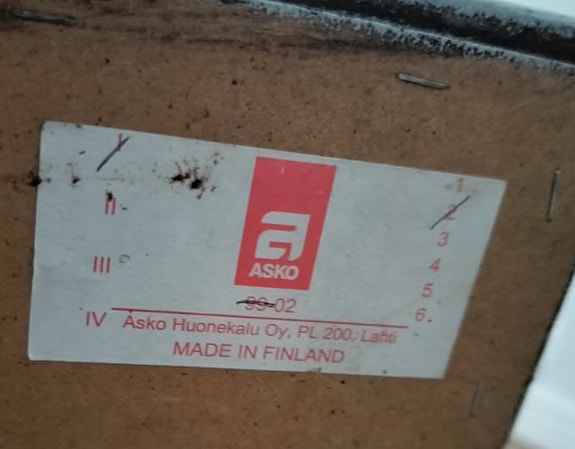 I
II
III
IV
a
ASKO
99-02
Asko Huonekalu Oy, PL 200, Lahti
MADE IN FINLAND
1
2
3
4
5
6